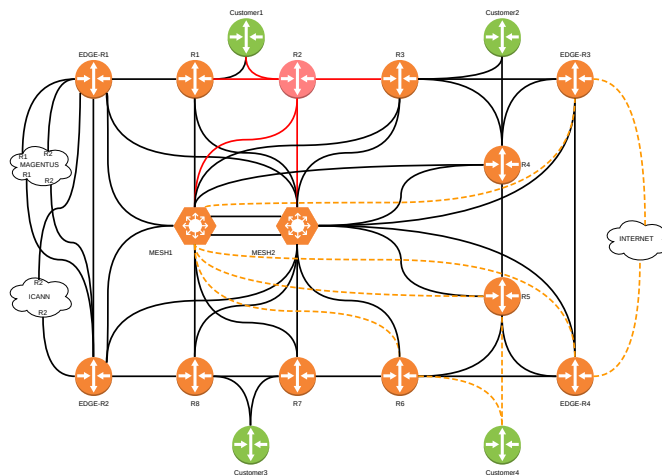 Customer1
Customer2
EDGE-R1
R1
R2
R3
EDGE-R3
R1
R2
MAGENTUS
R1
R2
R4
INTERNET
MESH1
MESH2
R2
ICANN
R2
R5
EDGE-R2
R8
R7
R6
EDGE-R4
Customer3
Customer4